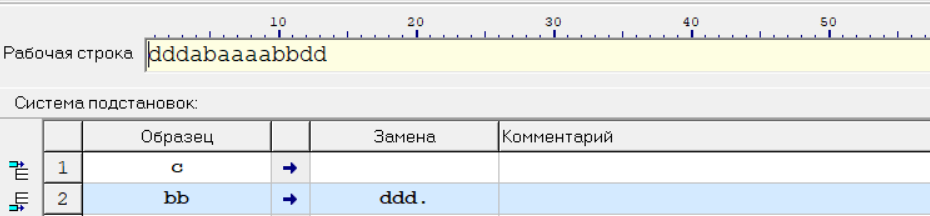 10 20 30 40 50
Рабочая строка dddabaaaabbdd
Система подстановок:
Образец Замена Комментарий
1 c →
2 bb → ddd.